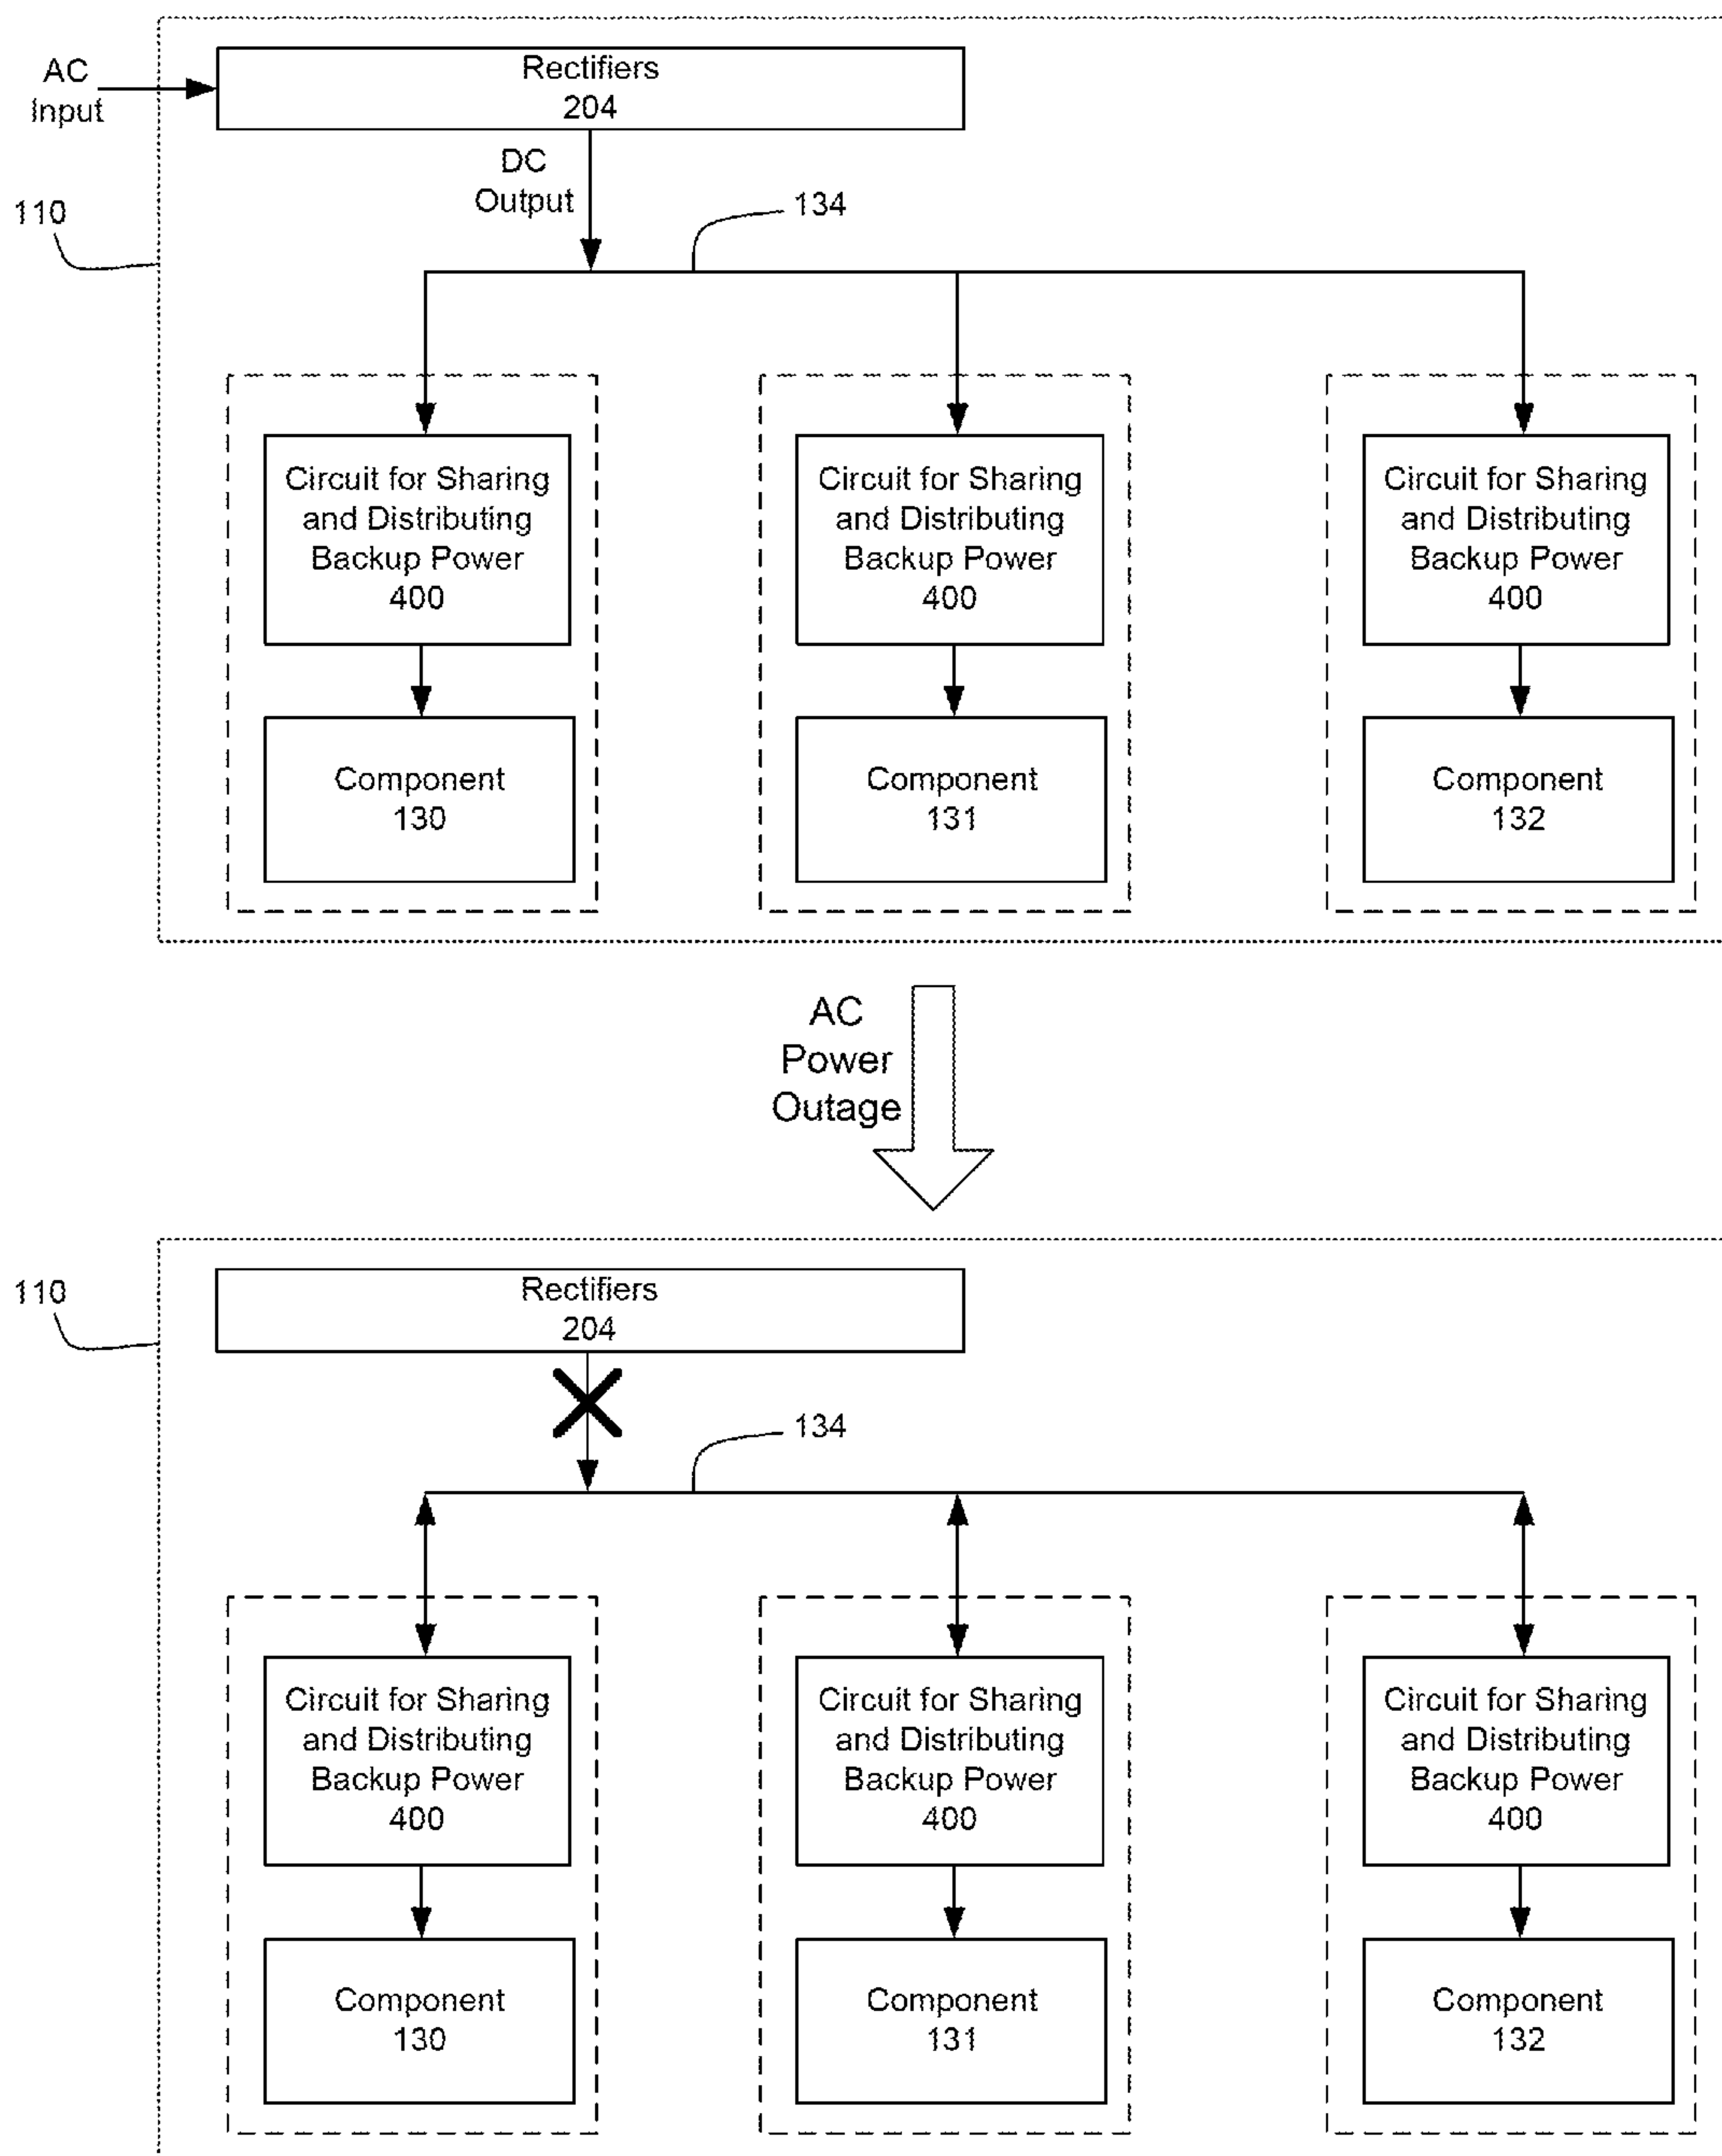 AC
Input
Rectifiers
204
DC
Output
110
134
Circuit for Sharing
and Distributing
Backup Power
400
Circuit for Sharing
and Distributing
Backup Power
400
Circuit for Sharing
and Distributing
Backup Power
400
Component
130
Component
131
Component
132
AC
Power
Outage
110
Rectifiers
204
134
Circuit for Sharing
and Distributing
Backup Power
400
Circuit for Sharing
and Distributing
Backup Power
400
Circuit for Sharing
and Distributing
Backup Power
400
Component
130
Component
131
Component
132